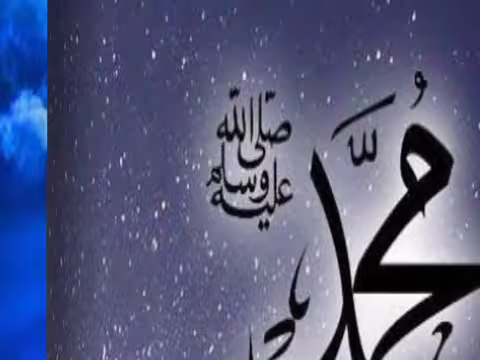 محمد
صلى الله
عليه وسلم